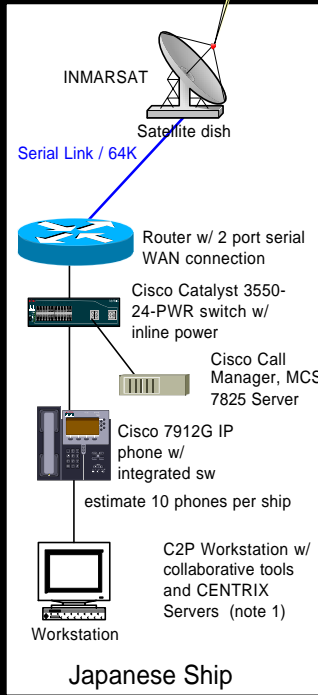 INMARSAT
Satellite dish
Serial Link / 64K
Router w/ 2 port serial
WAN connection
Cisco Catalyst 3550-
24-PWR switch w/
inline power
Cisco Call
Manager, MCS
7825 Server
Cisco 7912G IP
phone w/
integrated sw
estimate 10 phones per ship
C2P Workstation w/
collaborative tools
and CENTRIX
Servers (note 1)
Workstation
Japanese Ship